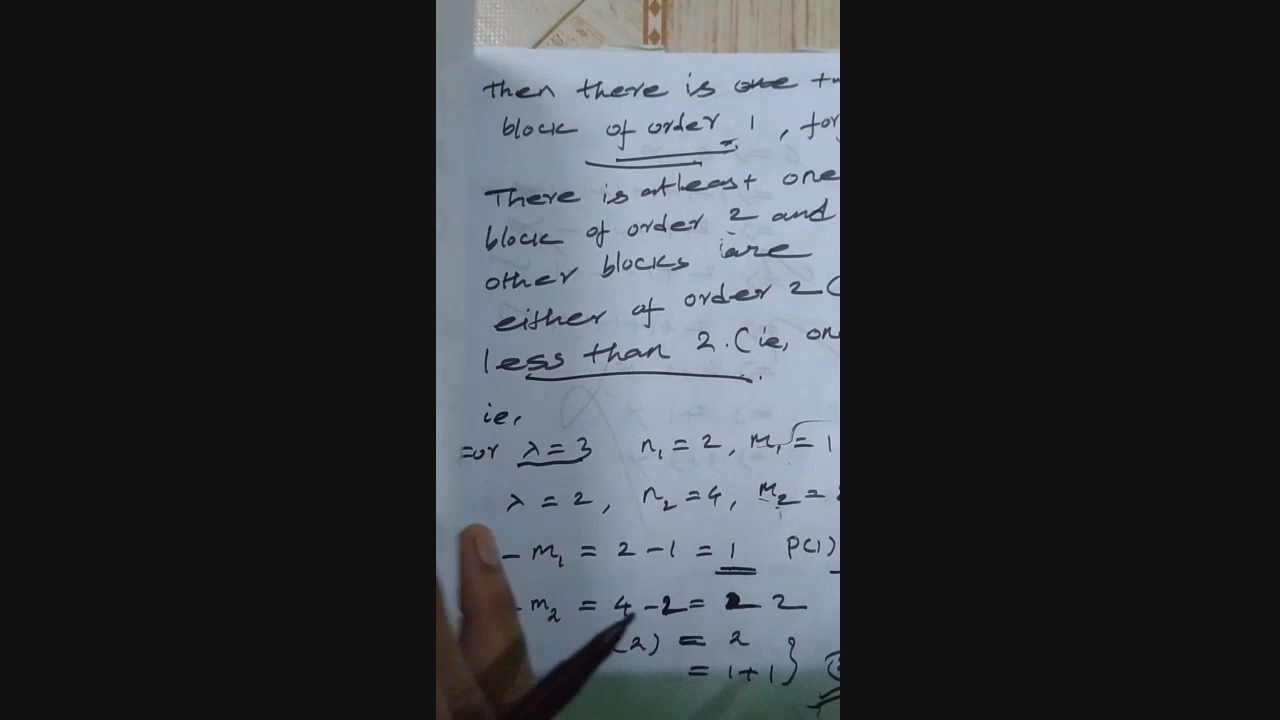 Then there is one
block of order 1, for
There is atleast one
block of order 2 and
other blocks are
either of order 2 (
less than 2. (ie, on
ie,
=or λ = 3 n₁ = 2, m₁ = 1
λ = 2, n₂ = 4, m₂ =
- m₁ = 2 - 1 = 1 P(1)
- m₂ = 4 - 2 = 2 2
(2) = 2
= 1+1 }